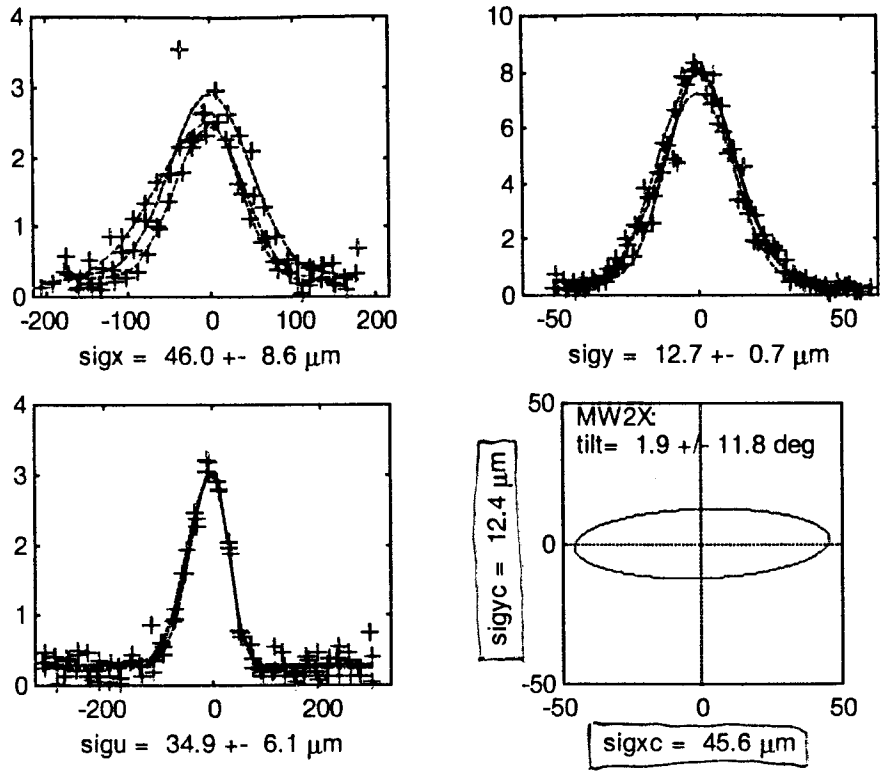 4
3
2
1
0
-200 -100 0 100 200
sigx = 46.0 +- 8.6 μm
10
8
6
4
2
0
-50 0 50
sigy = 12.7 +- 0.7 μm
4
3
2
1
0
-200 0 200
sigu = 34.9 +- 6.1 μm
sigyc = 12.4 μm
50
0
-50
MW2X:
tilt= 1.9 +/- 11.8 deg
-50 0 50
sigxc = 45.6 μm